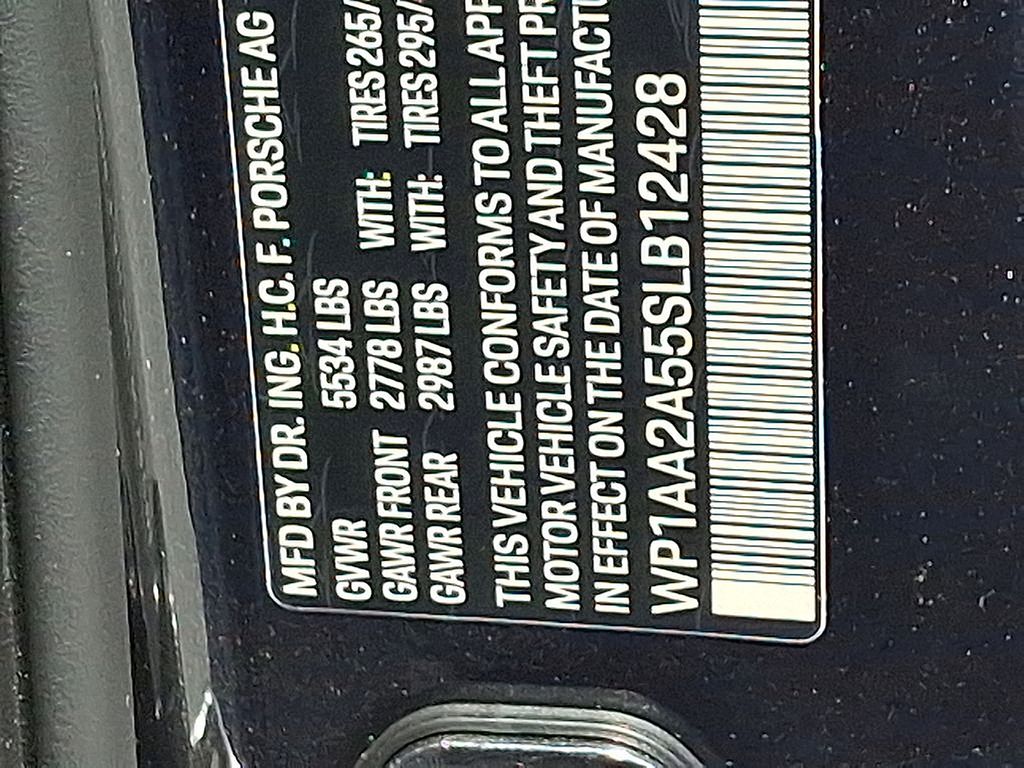 MFD BY DR. ING. H.C. F. PORSCHE AG
GVWR 5534 LBS
GAWR FRONT 2778 LBS WITH: TIRES 265/
GAWR REAR 2987 LBS WITH: TIRES 295/
THIS VEHICLE CONFORMS TO ALL APP
MOTOR VEHICLE SAFETY AND THEFT PR
IN EFFECT ON THE DATE OF MANUFACTU
WP1AA2A55SLB12428